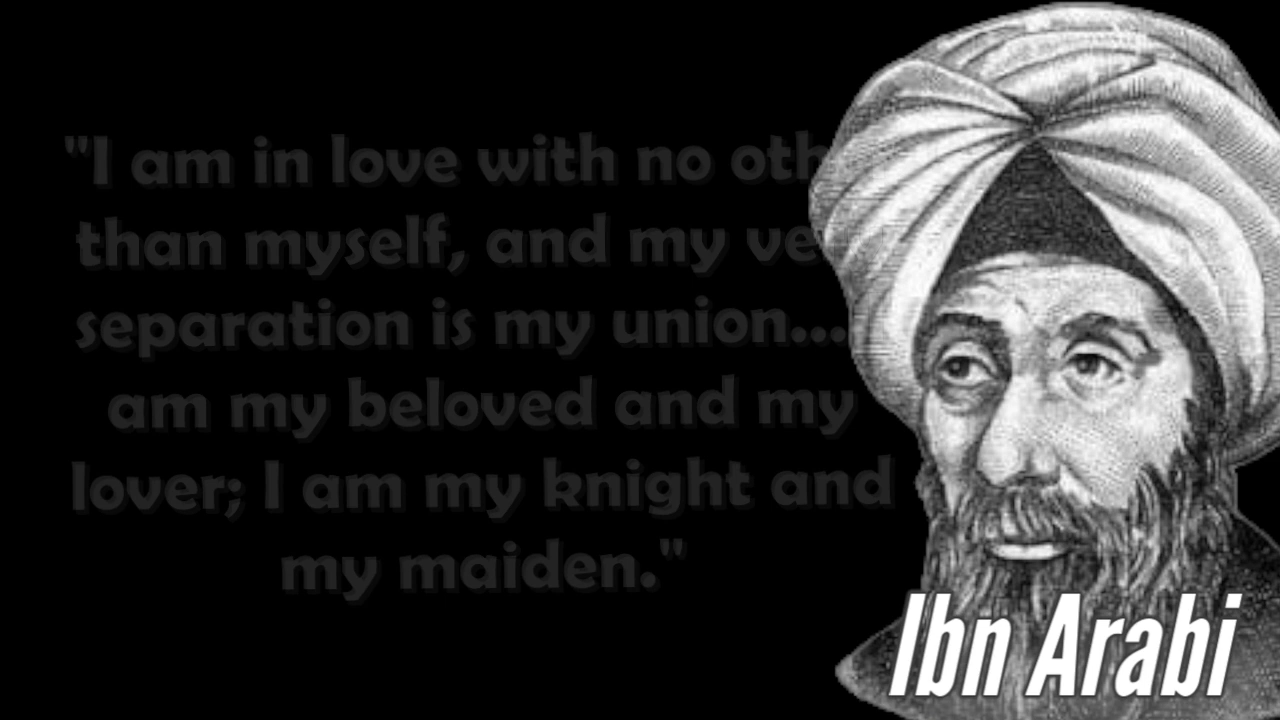 "I am in love with no oth
than myself, and my ve
separation is my union...
am my beloved and my
lover; I am my knight and
my maiden."
Ibn Arabi